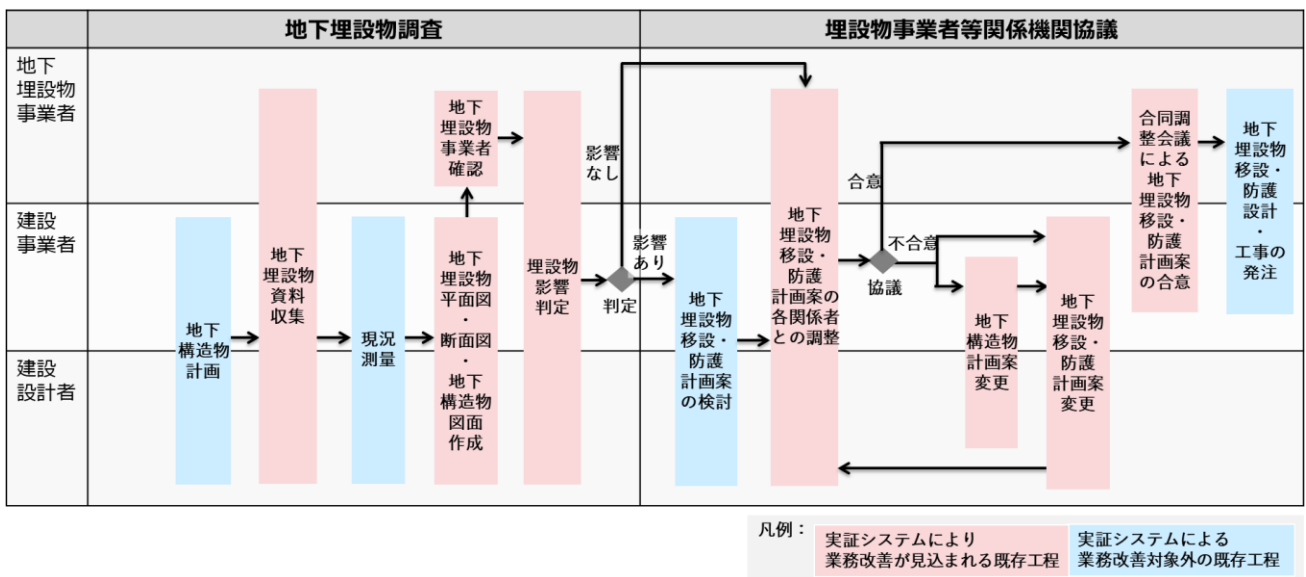 地下埋設物調査
埋設物事業者等関係機関協議
地下
埋設物
事業者
建設
事業者
建設
設計者
地下
構造物
計画
地下
埋設物
資料
収集
現況
測量
地下
埋設物
平面図
・
断面図
・
地下
構造物
図面
作成
地下
埋設物
事業者
確認
埋設物
影響
判定
判定
影響
なし
影響
あり
地下
埋設物
移設・
防護
計画案
の検討
地下
埋設物
移設・
防護
計画案の
各関係者
との調整
協議
合意
不合意
地下
構造物
計画案
変更
地下
埋設物
移設・
防護
計画案
変更
合同調
整会議
による
地下
埋設物
移設・
防護
計画案
の合意
地下
埋設物
移設・
防護
設計
・
工事の
発注
凡例：
実証システムにより
業務改善が見込まれる既存工程
実証システムによる
業務改善対象外の既存工程